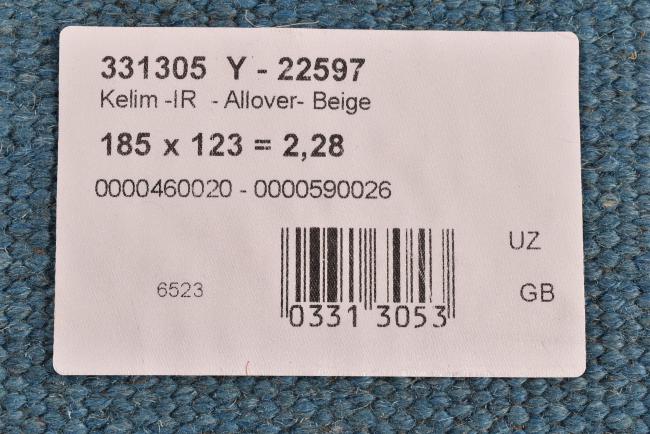 331305 Y - 22597
Kelim -IR - Allover- Beige
185 x 123 = 2,28
0000460020 - 0000590026
UZ
6523
GB
0331 3053